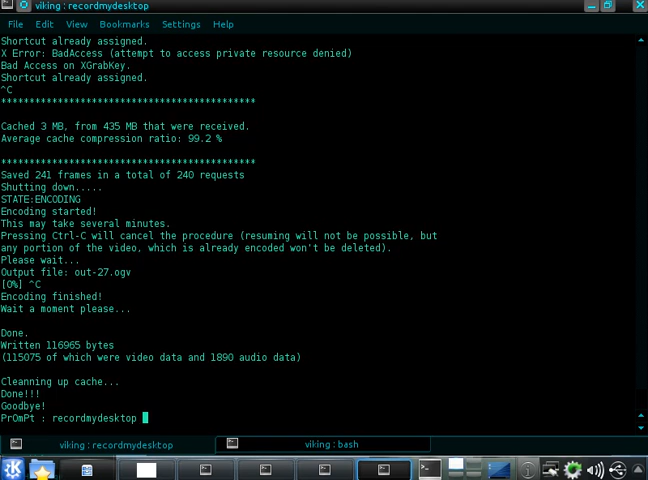 viking : recordmydesktop
File Edit View Bookmarks Settings Help
Shortcut already assigned.
X Error: BadAccess (attempt to access private resource denied)
Bad Access on XGrabKey.
Shortcut already assigned.
^C
*********************************************
Cached 3 MB, from 435 MB that were received.
Average cache compression ratio: 99.2 %
*********************************************
Saved 241 frames in a total of 240 requests
Shutting down.....
STATE:ENCODING
Encoding started!
This may take several minutes.
Pressing Ctrl-C will cancel the procedure (resuming will not be possible, but
any portion of the video, which is already encoded won't be deleted).
Please wait...
Output file: out-27.ogv
[0%] ^C
Encoding finished!
Wait a moment please...
Done.
Written 116965 bytes
(115075 of which were video data and 1890 audio data)
Cleanning up cache...
Done!!!
Goodbye!
PrOmPt : recordmydesktop
viking : recordmydesktop
viking : bash